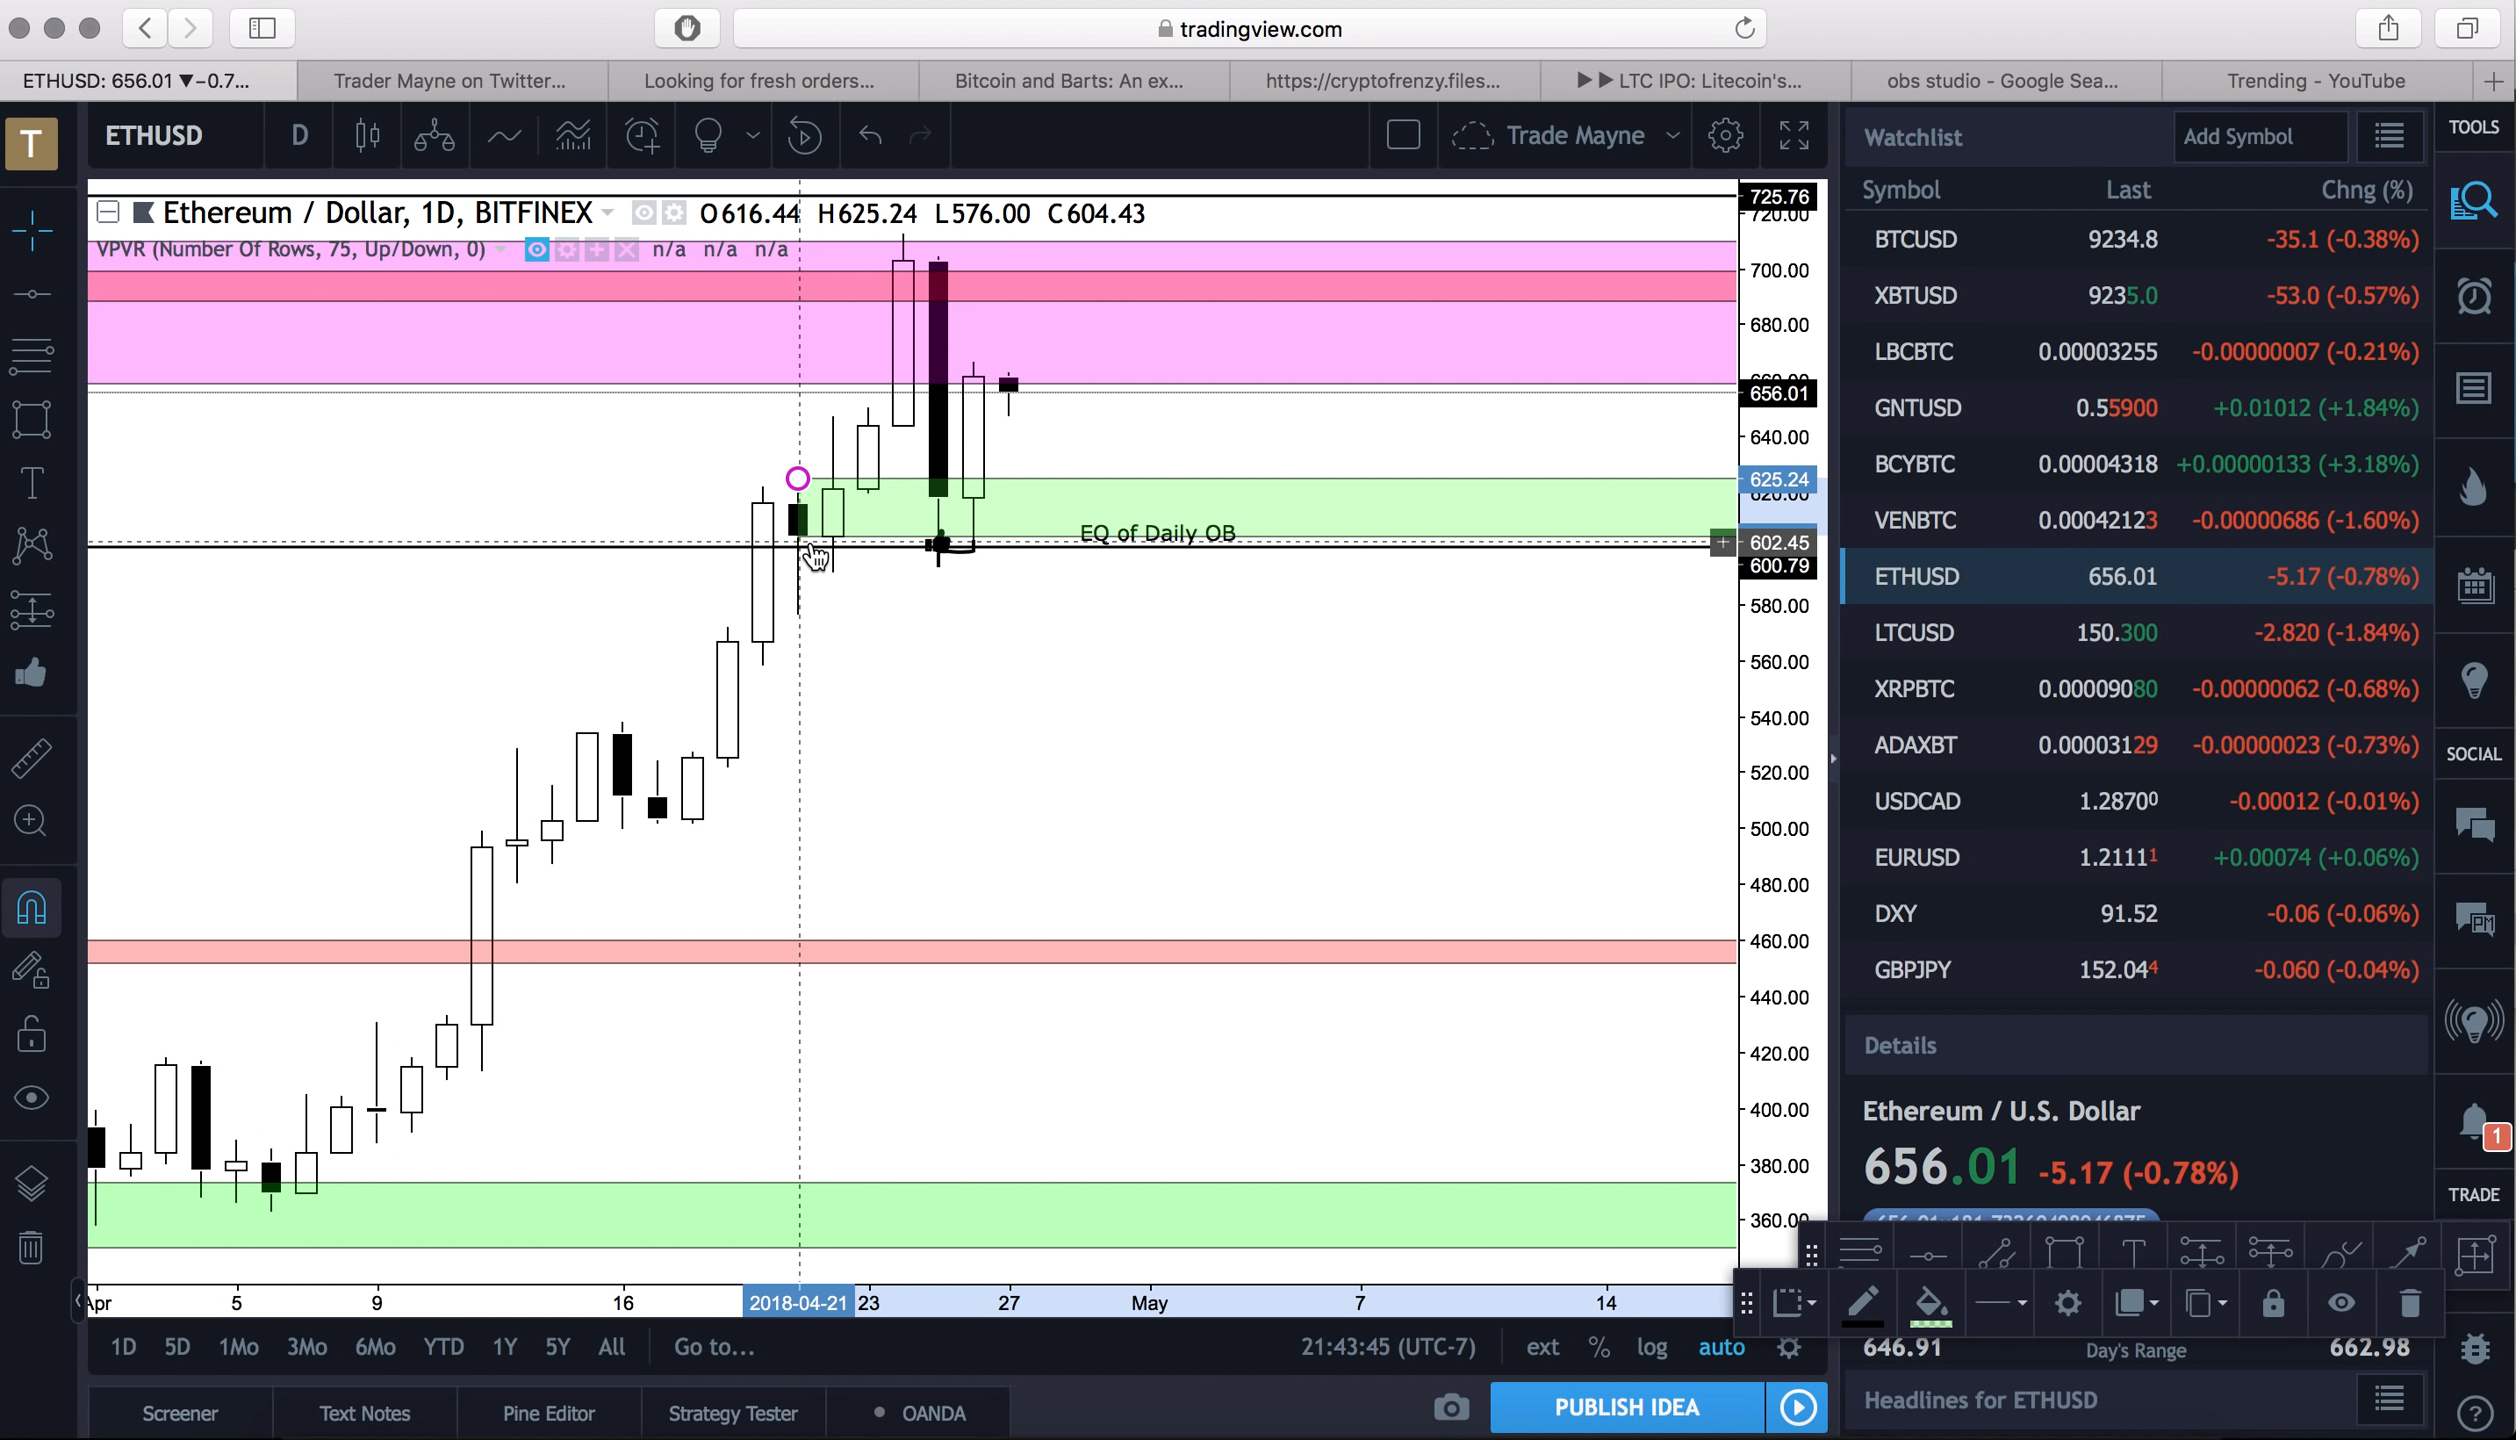 tradingview.com
ETHUSD: 656.01 ▼−0.7...
Trader Mayne on Twitter...
Looking for fresh orders...
Bitcoin and Barts: An ex...
https://cryptofrenzy.files...
▶ ▶ LTC IPO: Litecoin's...
obs studio - Google Sea...
Trending - YouTube
T
ETHUSD
D
Trade Mayne
Watchlist
Add Symbol
TOOLS
Ethereum / Dollar, 1D, BITFINEX
O616.44 H625.24 L576.00 C604.43
VPVR (Number Of Rows, 75, Up/Down, 0)
n/a n/a n/a
725.76
720.00
700.00
680.00
656.01
640.00
625.24
620.00
602.45
600.79
580.00
560.00
540.00
520.00
500.00
480.00
460.00
440.00
420.00
400.00
380.00
360.00
EQ of Daily OB
Apr 5 9 16 2018-04-21 23 27 May 7 14
Symbol Last Chng (%)
BTCUSD 9234.8 -35.1 (-0.38%)
XBTUSD 9235.0 -53.0 (-0.57%)
LBCBTC 0.00003255 -0.00000007 (-0.21%)
GNTUSD 0.55900 +0.01012 (+1.84%)
BCYBTC 0.00004318 +0.00000133 (+3.18%)
VENBTC 0.00042123 -0.00000686 (-1.60%)
ETHUSD 656.01 -5.17 (-0.78%)
LTCUSD 150.300 -2.820 (-1.84%)
XRPBTC 0.00009080 -0.00000062 (-0.68%)
ADAXBT 0.00003129 -0.00000023 (-0.73%)
USDCAD 1.28700 -0.00012 (-0.01%)
EURUSD 1.21111 +0.00074 (+0.06%)
DXY 91.52 -0.06 (-0.06%)
GBPJPY 152.044 -0.060 (-0.04%)
SOCIAL
Details
Ethereum / U.S. Dollar
656.01 -5.17 (-0.78%)
1
TRADE
T
646.91 Day's Range 662.98
Headlines for ETHUSD
1D 5D 1Mo 3Mo 6Mo YTD 1Y 5Y All Go to...
21:43:45 (UTC-7) ext % log auto
Screener
Text Notes
Pine Editor
Strategy Tester
OANDA
PUBLISH IDEA